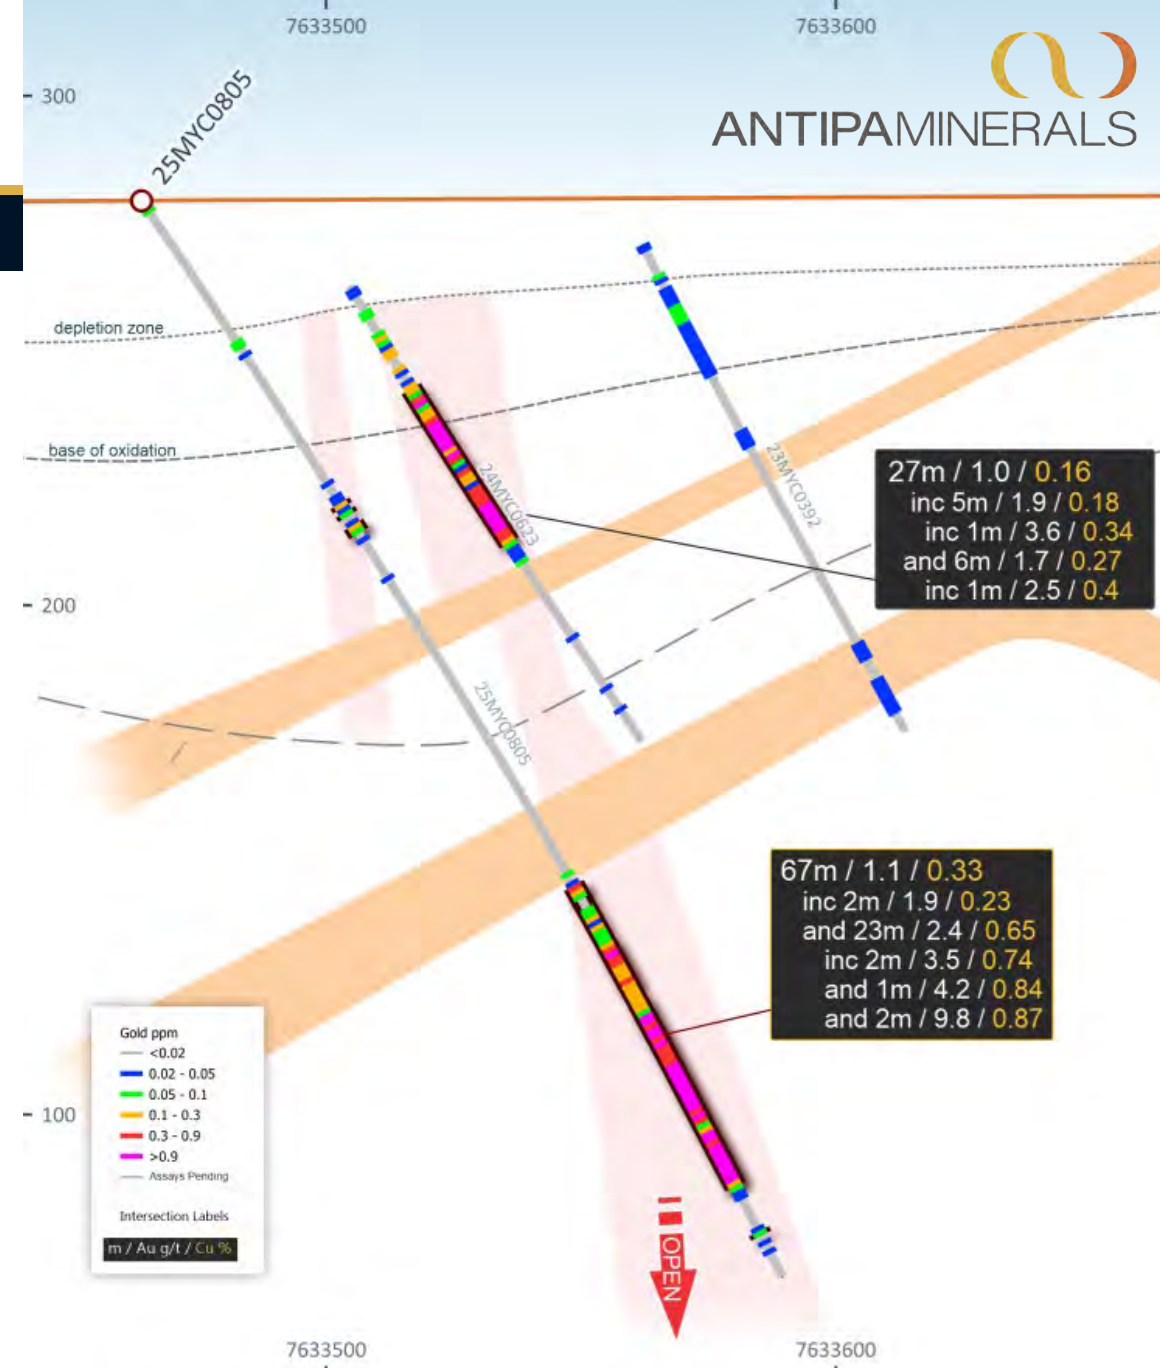 7633500
7633600
ANTIPAMINERALS
300
25MYC0805
depletion zone
base of oxidation
24MYC0623
23MYC0392
27m / 1.0 / 0.16
inc 5m / 1.9 / 0.18
inc 1m / 3.6 / 0.34
and 6m / 1.7 / 0.27
inc 1m / 2.5 / 0.4
200
25MYC0805
67m / 1.1 / 0.33
inc 2m / 1.9 / 0.23
and 23m / 2.4 / 0.65
inc 2m / 3.5 / 0.74
and 1m / 4.2 / 0.84
and 2m / 9.8 / 0.87
Gold ppm
<0.02
0.02 - 0.05
0.05 - 0.1
0.1 - 0.3
0.3 - 0.9
>0.9
Assays Pending
Intersection Labels
m / Au g/t / Cu %
100
OPEN
7633500
7633600